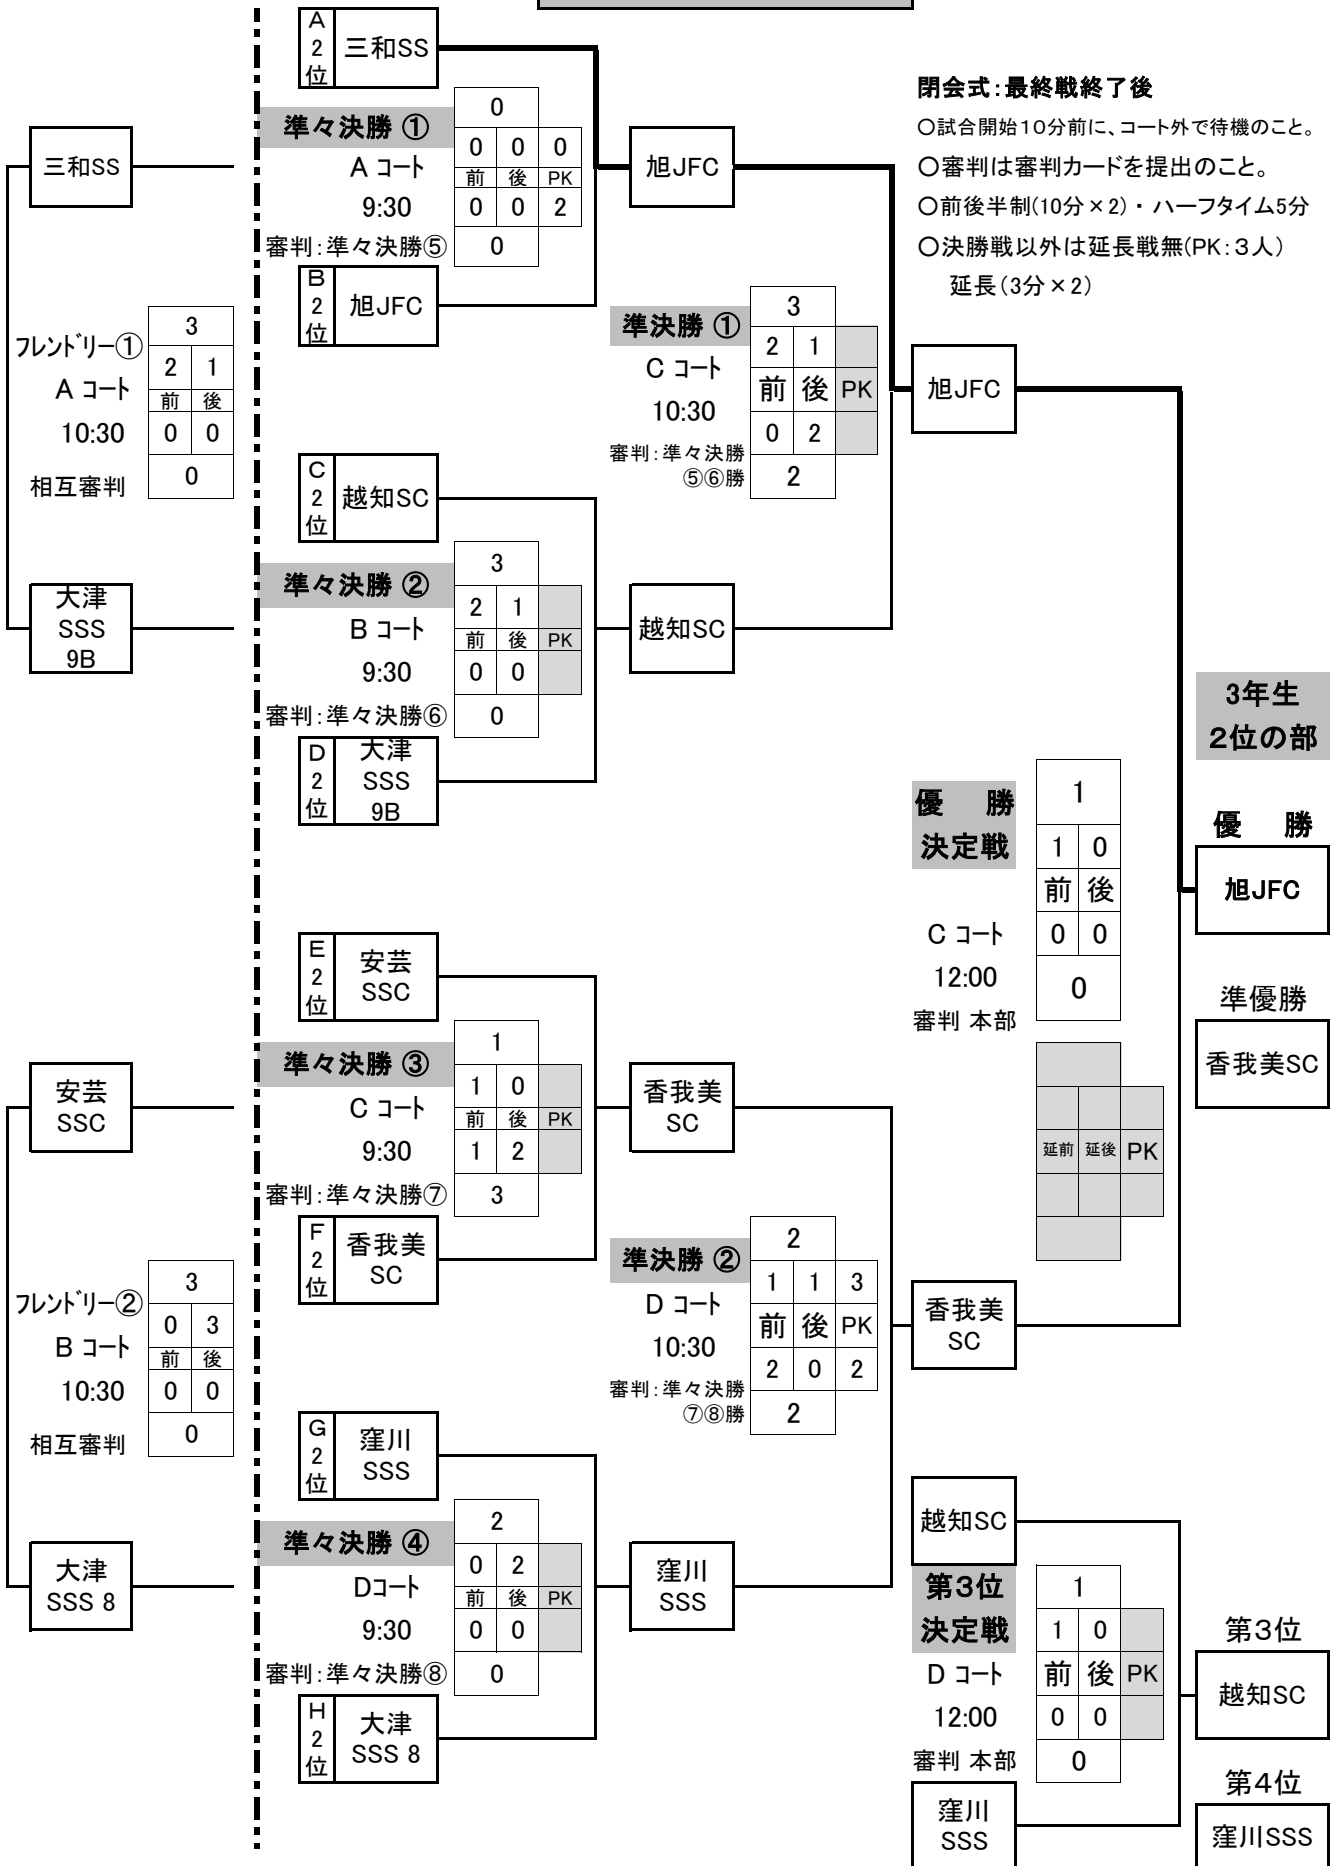 A
2
位
三和SS
準々決勝 ①
A コート
9:30
審判:準々決勝⑤
0
0 0 0
前 後 PK
0 0 2
0
B
2
位
旭JFC
三和SS
フレンドリー①
A コート
10:30
相互審判
3
2 1
前 後
0 0
0
大津
SSS
9B
C
2
位
越知SC
準々決勝 ②
B コート
9:30
審判:準々決勝⑥
3
2 1
前 後 PK
0 0
0
D
2
位
大津
SSS
9B
旭JFC
準決勝 ①
C コート
10:30
審判:準々決勝
⑤⑥勝
3
2 1
前 後 PK
0 2
2
越知SC
閉会式:最終戦終了後
○試合開始10分前に、コート外で待機のこと。
○審判は審判カードを提出のこと。
○前後半制(10分×2)・ハーフタイム5分
○決勝戦以外は延長戦無(PK:3人)
延長(3分×2)
旭JFC
3年生
2位の部
優 勝
決定戦
C コート
12:00
審判 本部
1
1 0
前 後
0 0
0
延前 延後 PK
優 勝
旭JFC
準優勝
香我美SC
E
2
位
安芸
SSC
準々決勝 ③
C コート
9:30
審判:準々決勝⑦
1
1 0
前 後 PK
1 2
3
F
2
位
香我美
SC
安芸
SSC
フレンドリー②
B コート
10:30
相互審判
3
0 3
前 後
0 0
0
大津
SSS 8
G
2
位
窪川
SSS
準々決勝 ④
Dコート
9:30
審判:準々決勝⑧
2
0 2
前 後 PK
0 0
0
H
2
位
大津
SSS 8
香我美
SC
準決勝 ②
D コート
10:30
審判:準々決勝
⑦⑧勝
2
1 1 3
前 後 PK
2 0 2
2
窪川
SSS
香我美
SC
越知SC
第3位
決定戦
D コート
12:00
審判 本部
1
1 0
前 後 PK
0 0
0
窪川
SSS
第3位
越知SC
第4位
窪川SSS